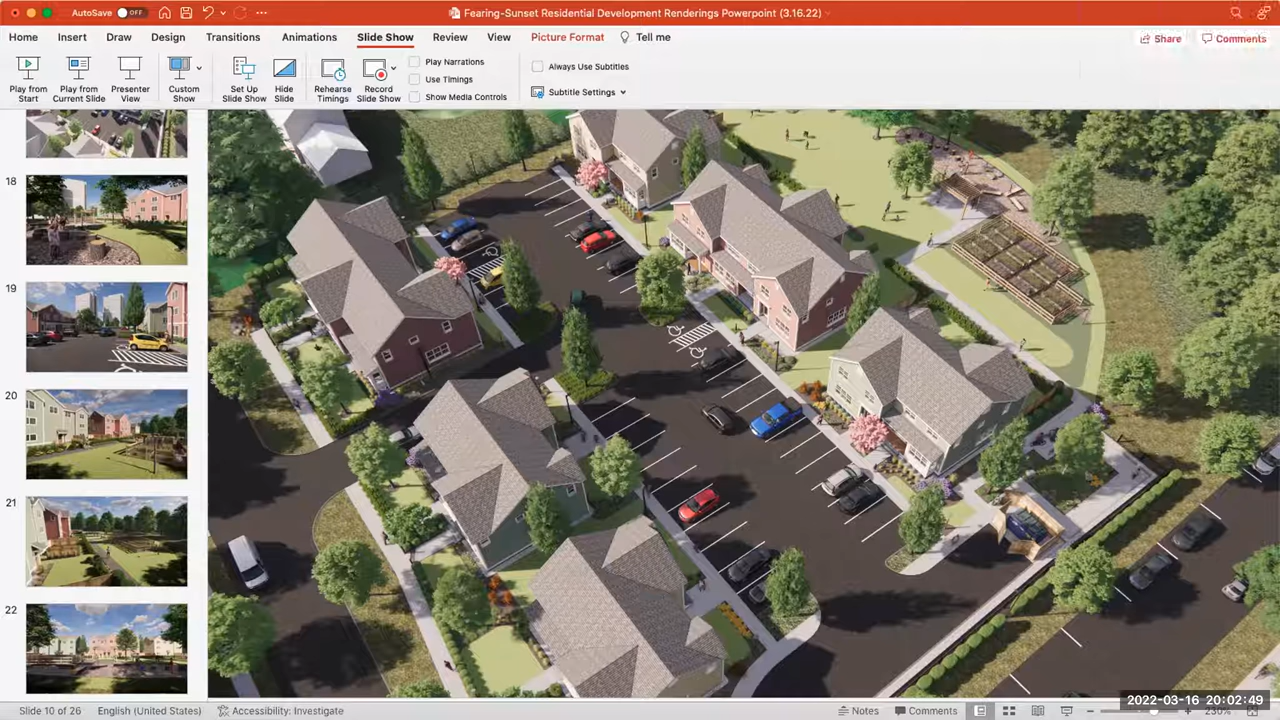 AutoSave OFF
Fearing-Sunset Residential Development Renderings Powerpoint (3.16.22)
Home Insert Draw Design Transitions Animations Slide Show Review View Picture Format Tell me
Share Comments
Play from Start
Play from Current Slide
Presenter View
Custom Show
Set Up Slide Show
Hide Slide
Rehearse Timings
Record Slide Show
Play Narrations
Use Timings
Show Media Controls
Always Use Subtitles
Subtitle Settings
18
19
20
21
22
Slide 10 of 26 English (United States) Accessibility: Investigate
Notes Comments
2022-03-16 20:02:49